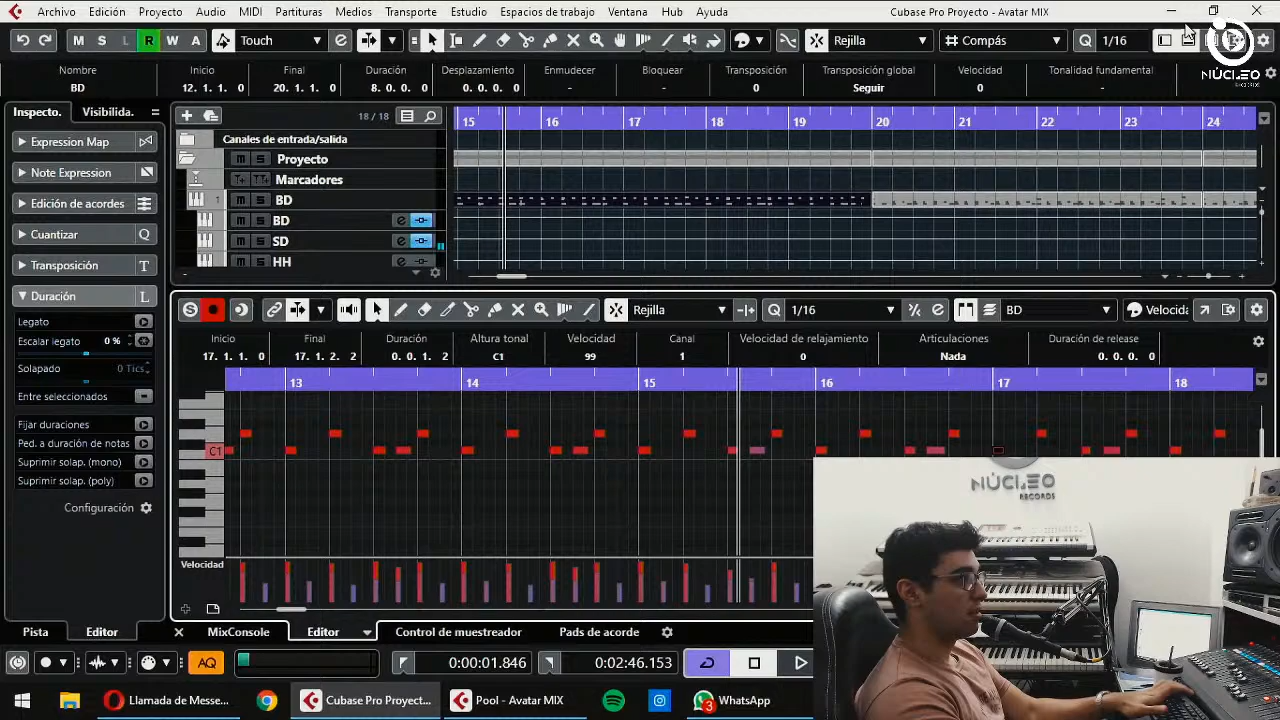 Archivo Edición Proyecto Audio MIDI Partituras Medios Transporte Estudio Espacios de trabajo Ventana Hub Ayuda Cubase Pro Proyecto - Avatar MIX
M S L R W A Touch e Rejilla Compás Q 1/16
NÚCLEO
Nombre Inicio Final Duración Desplazamiento Enmudecer Bloquear Transposición Transposición global Velocidad Tonalidad fundamental
BD 12. 1. 1. 0 20. 1. 1. 0 8. 0. 0. 0 0. 0. 0. 0 - - 0 Seguir 0 -
Inspecto. Visibilida. 18 / 18 15 16 17 18 19 20 21 22 23 24
Expression Map
Canales de entrada/salida
Proyecto
Note Expression
Marcadores
Edición de acordes
1 BD
BD
Cuantizar Q
SD
Transposición T
HH
Duración L
Rejilla Q 1/16 BD Velocida
Legato
Escalar legato 0 %
Solapado 0 Tics
Entre seleccionados
Fijar duraciones
Ped. a duración de notas
Suprimir solap. (mono)
Suprimir solap. (poly)
Configuración
Inicio Final Duración Altura tonal Velocidad Canal Velocidad de relajamiento Articulaciones Duración de release
17. 1. 1. 0 17. 1. 2. 2 0. 0. 1. 2 C1 99 1 0 Nada 0. 0. 0. 0
13 14 15 16 17 18
C1
Velocidad
NÚCLEO
RECORDS
Pista Editor MixConsole Editor Control de muestreador Pads de acorde
AQ 0:00:01.846 0:02:46.153
Llamada de Messe... Cubase Pro Proyect... Pool - Avatar MIX 3 WhatsApp